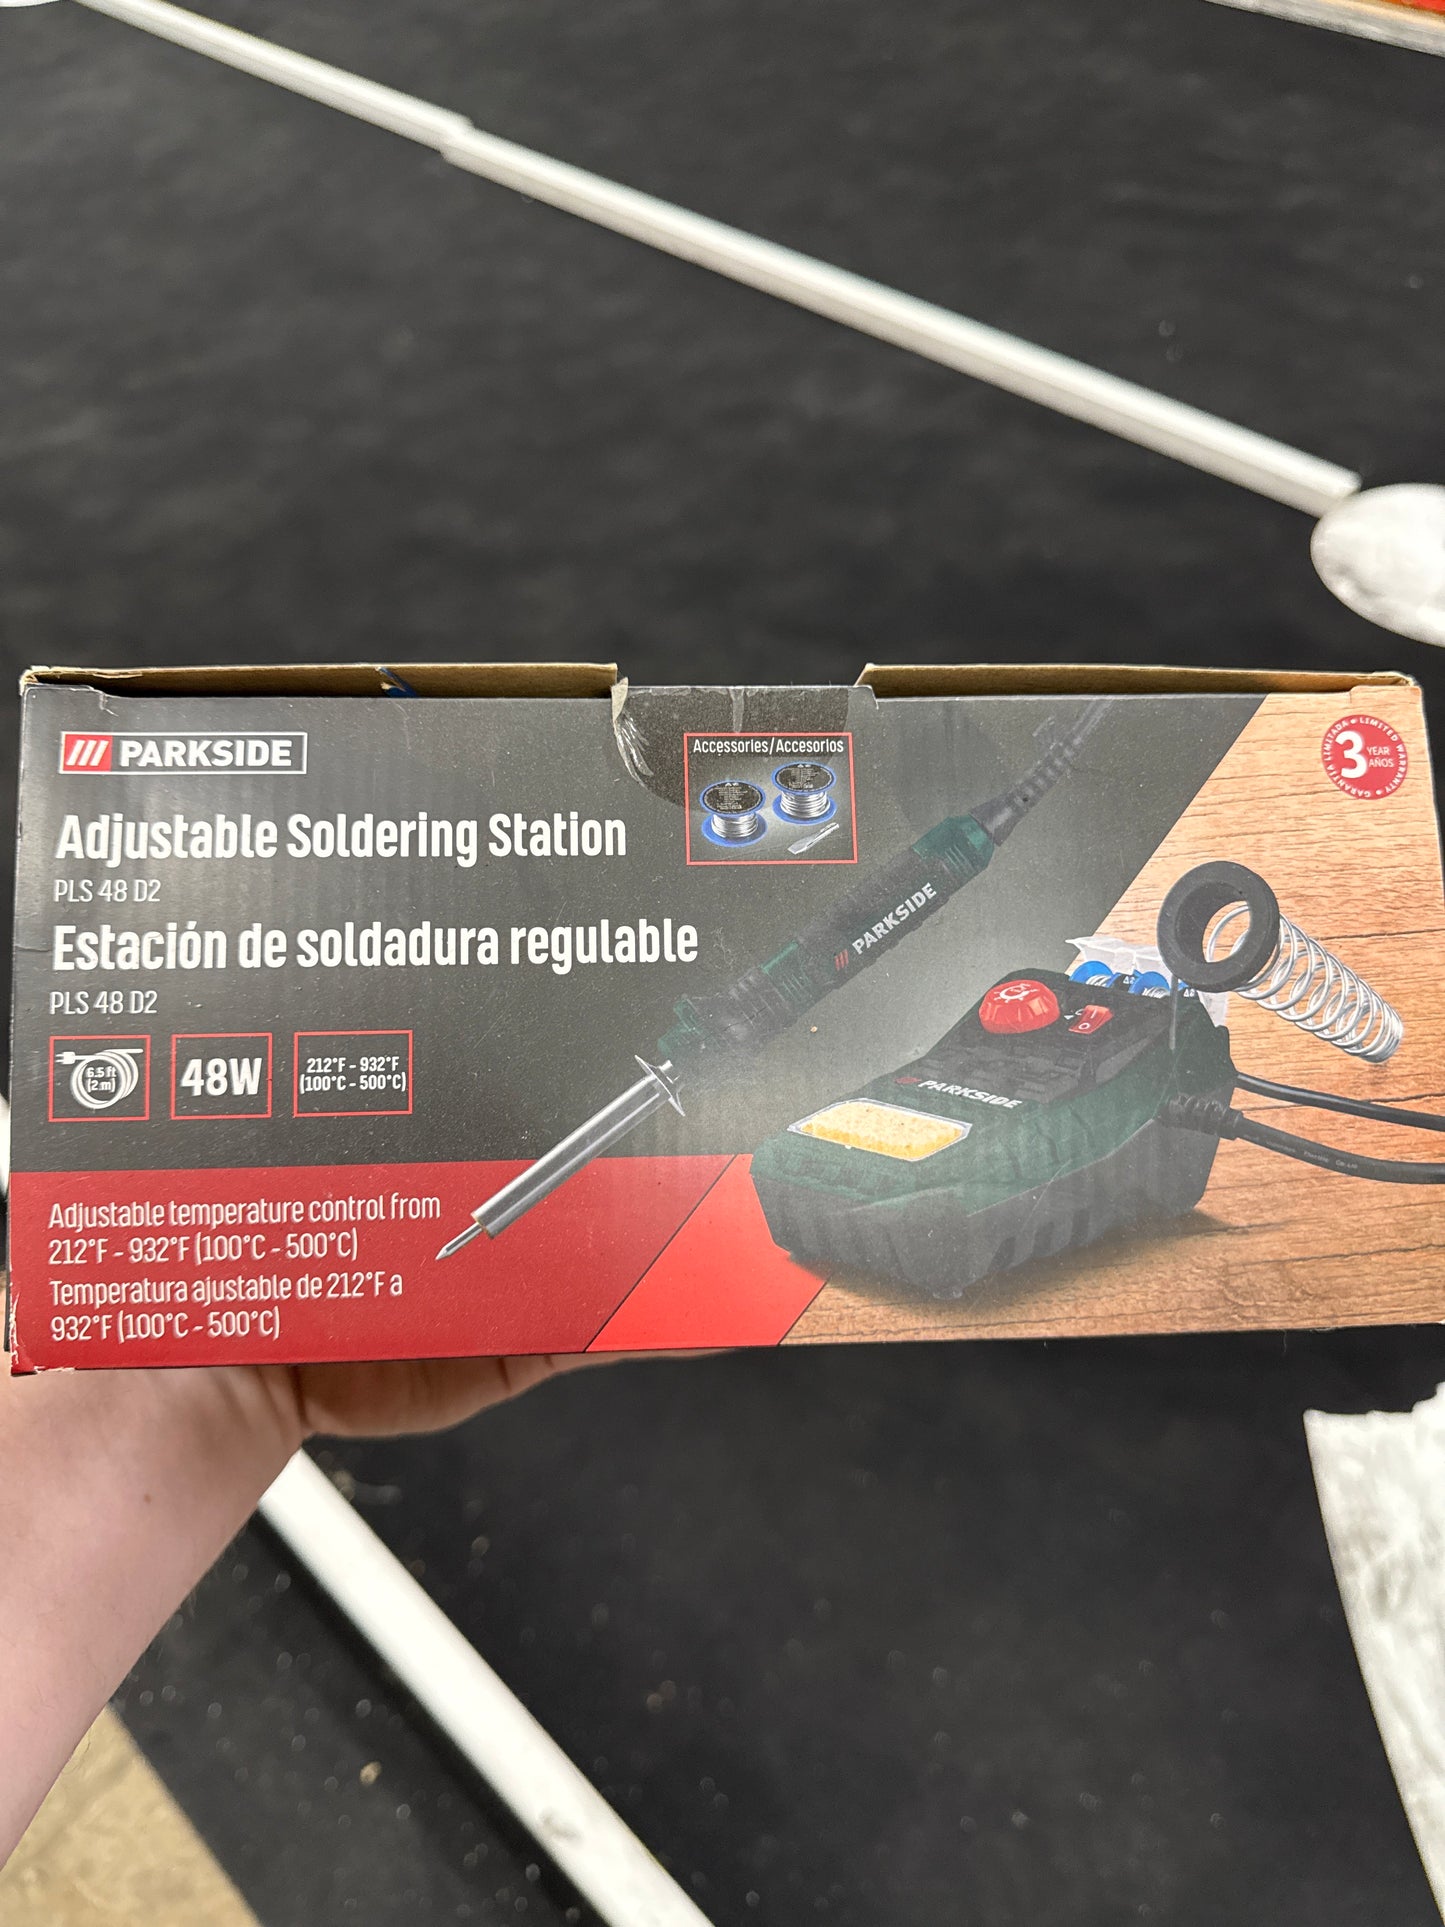 PARKSIDE
Adjustable Soldering Station
PLS 48 D2
Estación de soldadura regulable
PLS 48 D2
6.5 ft
(2 m)
48W
212°F - 932°F
(100°C - 500°C)
Adjustable temperature control from
212°F - 932°F (100°C - 500°C)
Temperatura ajustable de 212°F a
932°F (100°C - 500°C)
Accessories/Accesorios
PARKSIDE
PARKSIDE
LIMITED WARRANTY • GARANTÍA LIMITADA •
3 YEAR
AÑOS